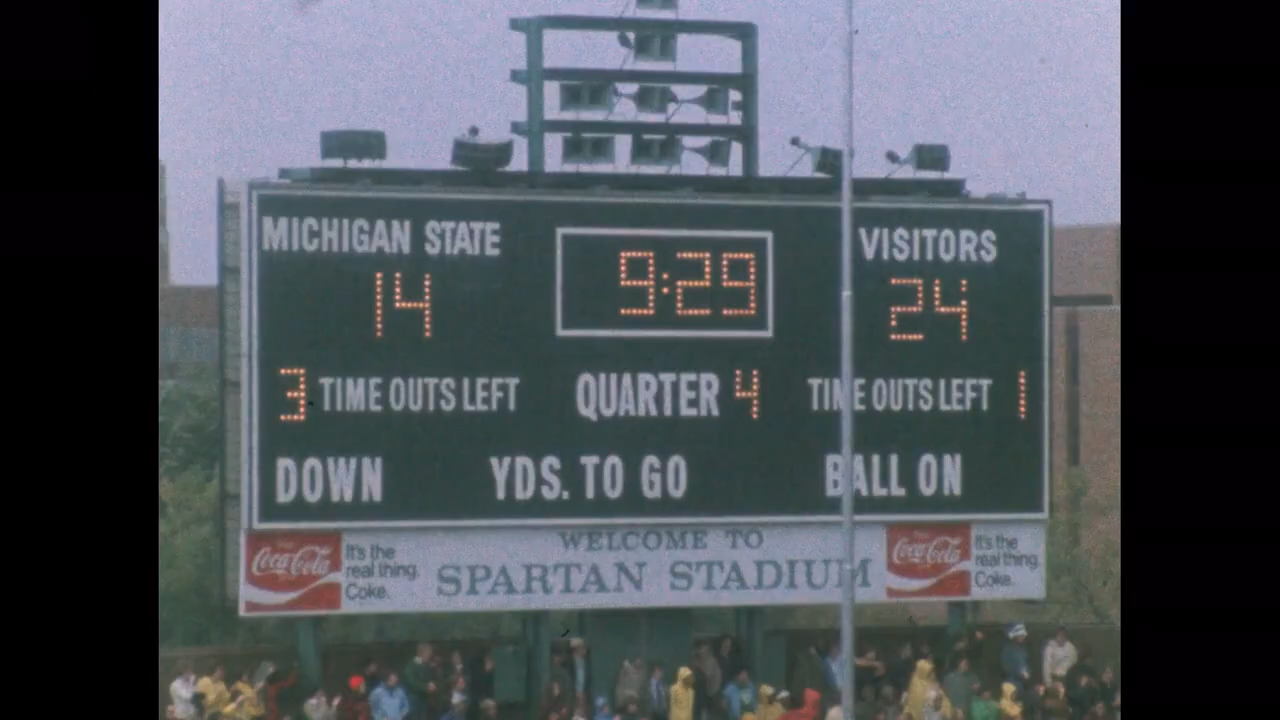 MICHIGAN STATE 9:29 VISITORS
14 24
3 TIME OUTS LEFT QUARTER 4 TIME OUTS LEFT 1
DOWN YDS. TO GO BALL ON
WELCOME TO
SPARTAN STADIUM
Coca-Cola
It's the
real thing.
Coke.
Coca-Cola
It's the
real thing.
Coke.